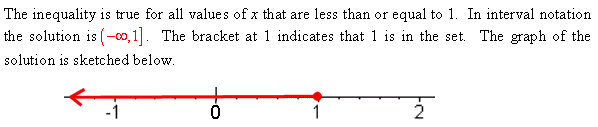 The inequality is true for all values of x that are less than or equal to 1. In interval notation
the solution is (−∞,1]. The bracket at 1 indicates that 1 is in the set. The graph of the
solution is sketched below.
-1 0 1 2